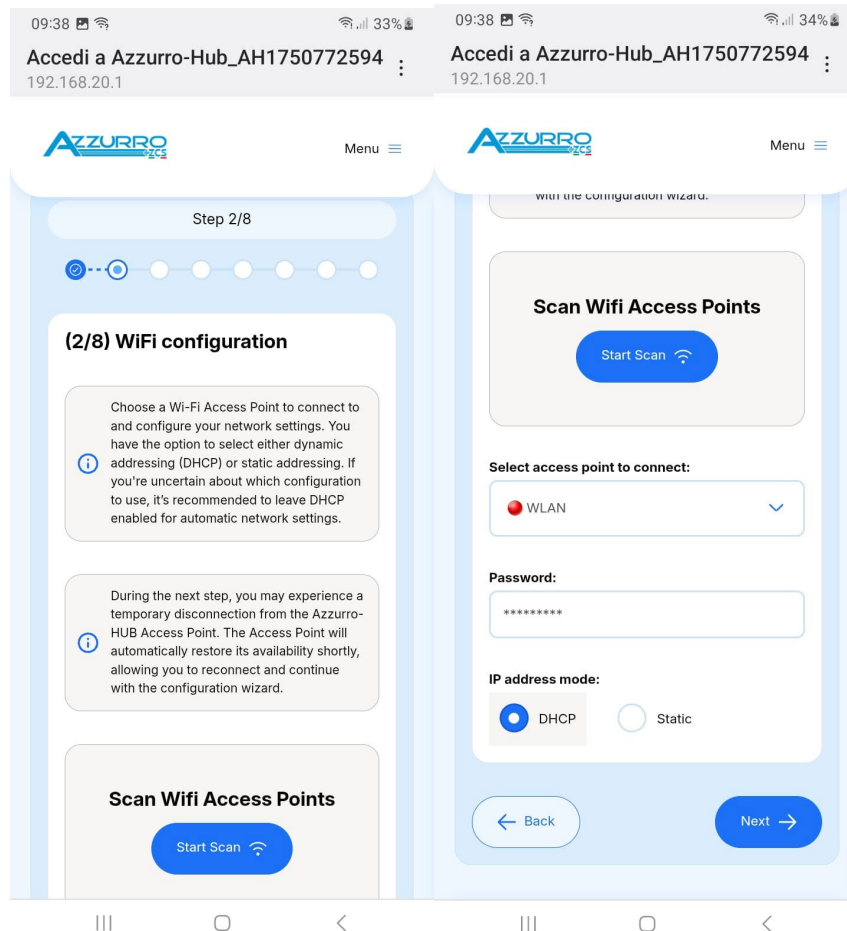 09:38
33%
Accedi a Azzurro-Hub_AH1750772594
192.168.20.1
AZZURRO
ZCS
Menu
Step 2/8
(2/8) WiFi configuration
Choose a Wi-Fi Access Point to connect to
and configure your network settings. You
have the option to select either dynamic
addressing (DHCP) or static addressing. If
you're uncertain about which configuration
to use, it's recommended to leave DHCP
enabled for automatic network settings.
During the next step, you may experience a
temporary disconnection from the Azzurro-
HUB Access Point. The Access Point will
automatically restore its availability shortly,
allowing you to reconnect and continue
with the configuration wizard.
Scan Wifi Access Points
Start Scan
09:38
34%
Accedi a Azzurro-Hub_AH1750772594
192.168.20.1
AZZURRO
ZCS
Menu
with the configuration wizard.
Scan Wifi Access Points
Start Scan
Select access point to connect:
WLAN
Password:
*********
IP address mode:
DHCP
Static
Back
Next